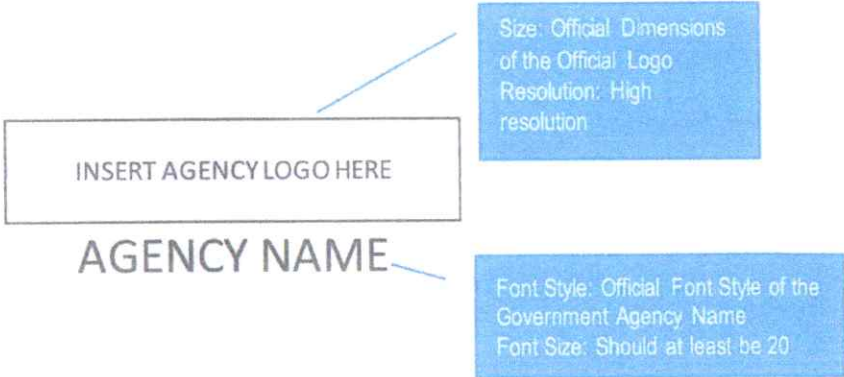 Size: Official Dimensions
of the Official Logo
Resolution: High
resolution
INSERT AGENCY LOGO HERE
AGENCY NAME
Font Style: Official Font Style of the
Government Agency Name
Font Size: Should at least be 20